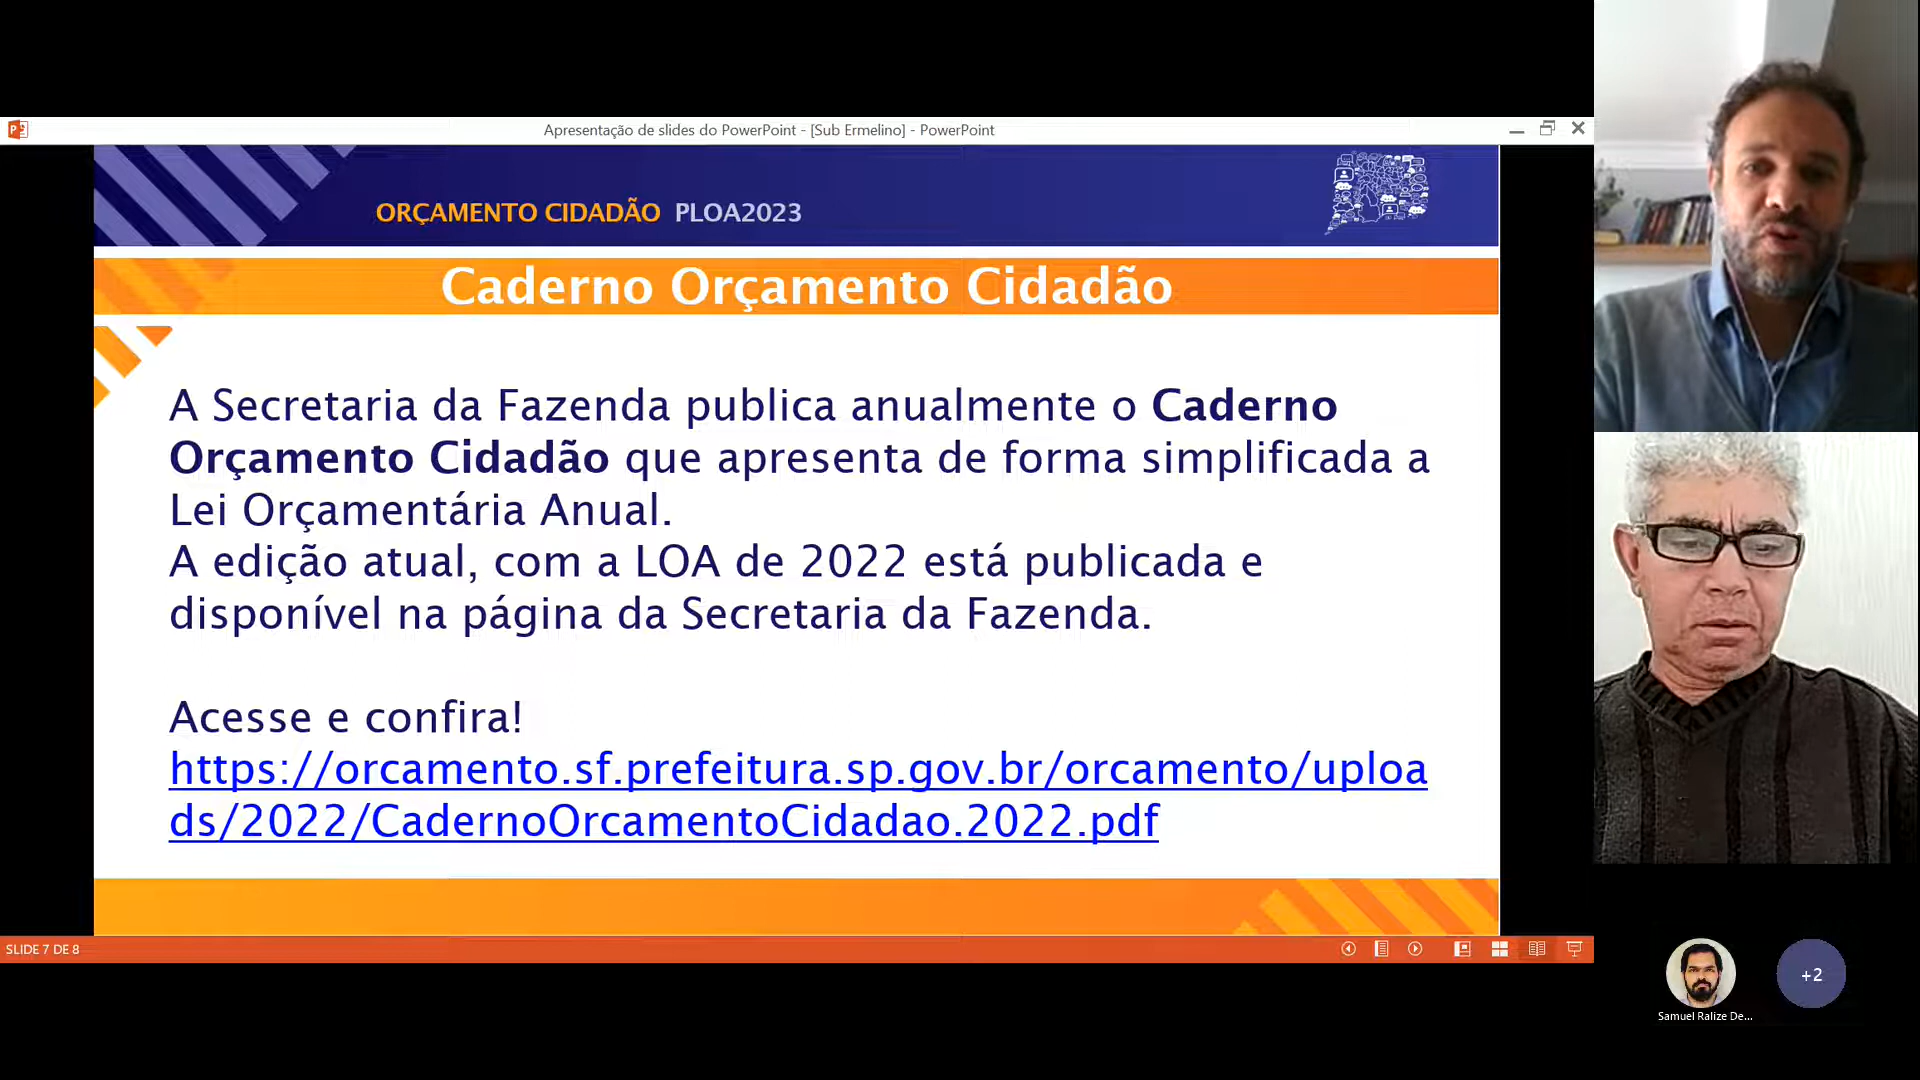 Apresentação de slides do PowerPoint - [Sub Ermelino] - PowerPoint
ORÇAMENTO CIDADÃO PLOA2023
Caderno Orçamento Cidadão
A Secretaria da Fazenda publica anualmente o Caderno
Orçamento Cidadão que apresenta de forma simplificada a
Lei Orçamentária Anual.
A edição atual, com a LOA de 2022 está publicada e
disponível na página da Secretaria da Fazenda.
Acesse e confira!
https://orcamento.sf.prefeitura.sp.gov.br/orcamento/uploa
ds/2022/CadernoOrcamentoCidadao.2022.pdf
SLIDE 7 DE 8
+2
Samuel Ralize De...